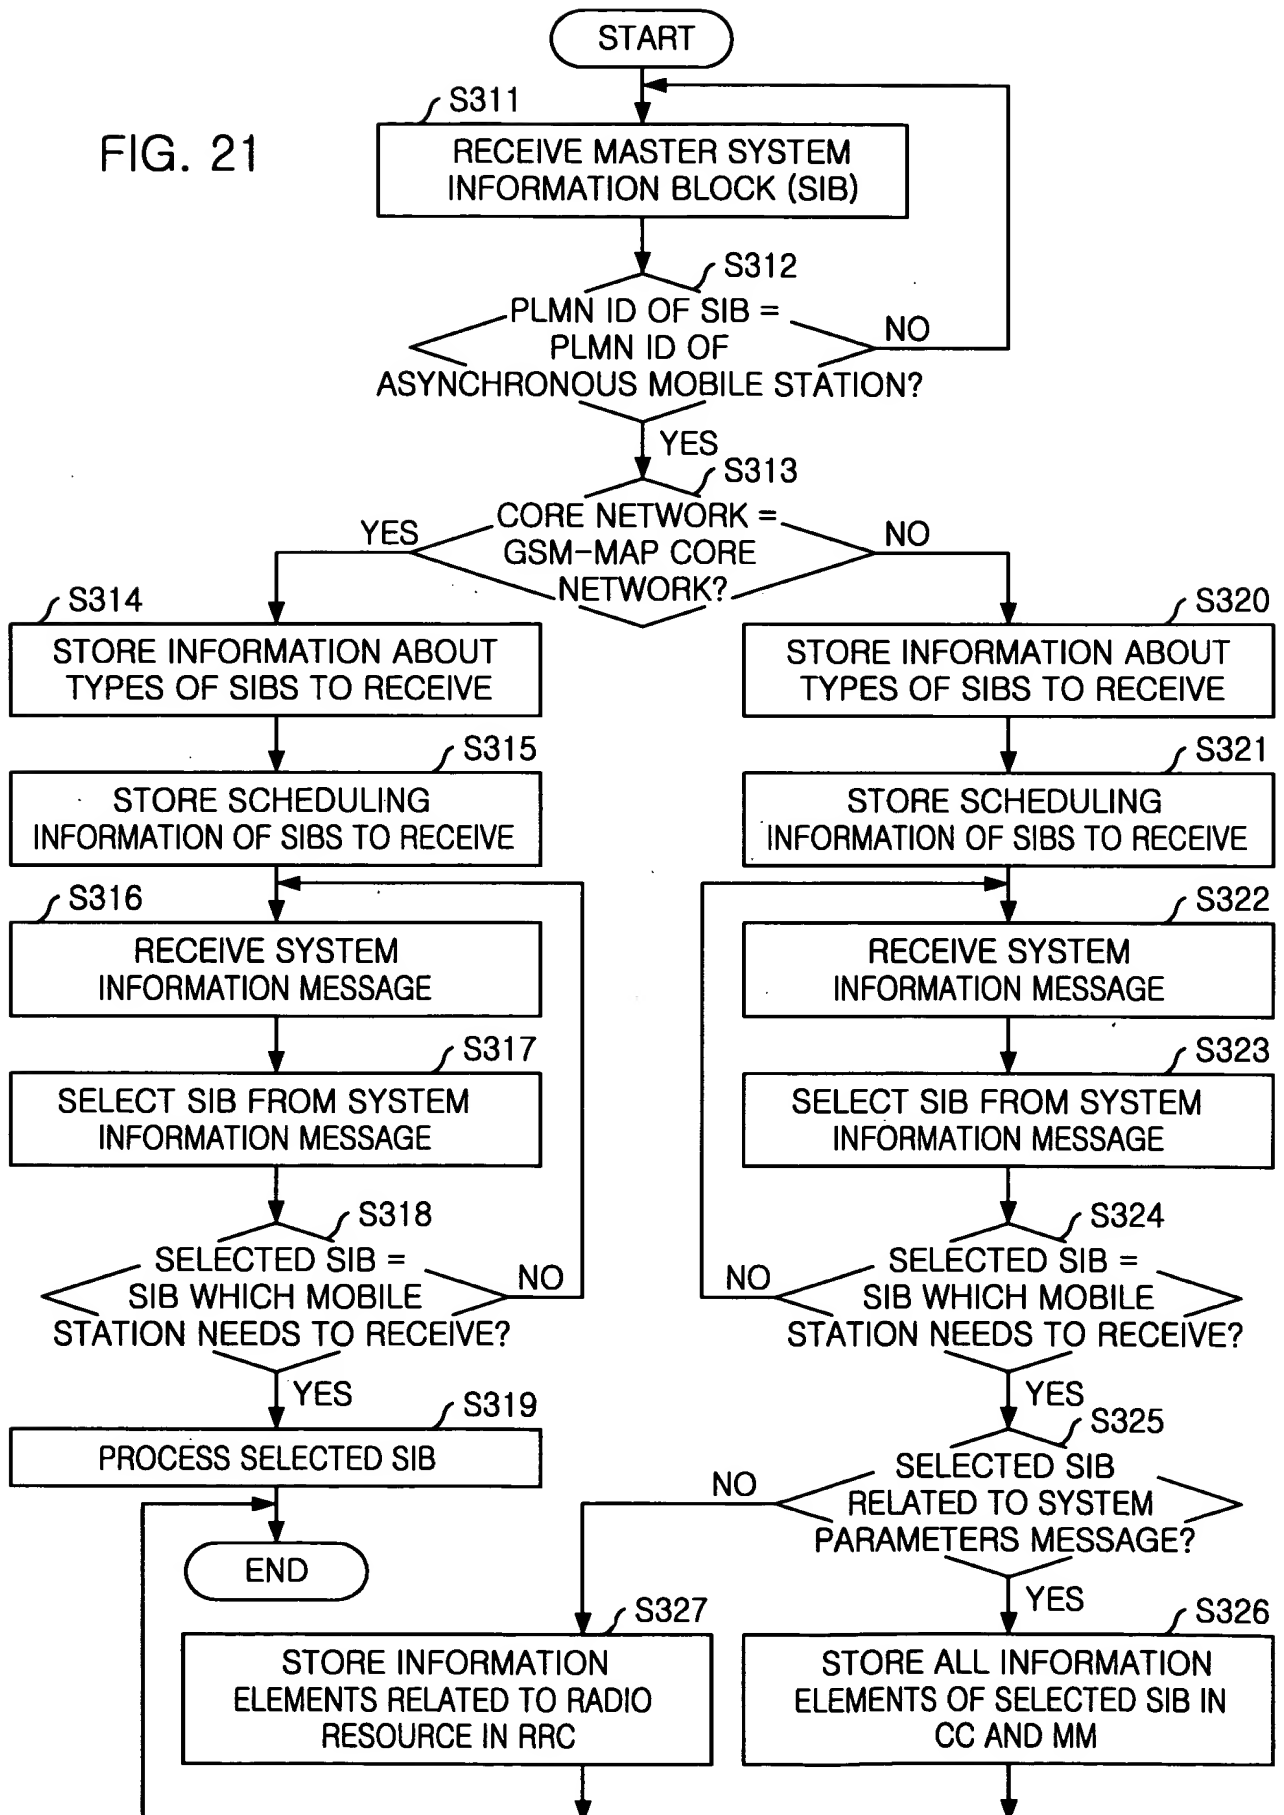 START
S311
FIG. 21
RECEIVE MASTER SYSTEM
INFORMATION BLOCK (SIB)
S312
PLMN ID OF SIB =
PLMN ID OF
ASYNCHRONOUS MOBILE STATION?
NO
YES
S313
CORE NETWORK =
GSM-MAP CORE
NETWORK?
YES
NO
S314
STORE INFORMATION ABOUT
TYPES OF SIBS TO RECEIVE
S315
STORE SCHEDULING
INFORMATION OF SIBS TO RECEIVE
S316
RECEIVE SYSTEM
INFORMATION MESSAGE
S317
SELECT SIB FROM SYSTEM
INFORMATION MESSAGE
S318
SELECTED SIB =
SIB WHICH MOBILE
STATION NEEDS TO RECEIVE?
NO
YES
S319
PROCESS SELECTED SIB
END
S320
STORE INFORMATION ABOUT
TYPES OF SIBS TO RECEIVE
S321
STORE SCHEDULING
INFORMATION OF SIBS TO RECEIVE
S322
RECEIVE SYSTEM
INFORMATION MESSAGE
S323
SELECT SIB FROM SYSTEM
INFORMATION MESSAGE
S324
SELECTED SIB =
SIB WHICH MOBILE
STATION NEEDS TO RECEIVE?
NO
YES
S325
SELECTED SIB
RELATED TO SYSTEM
PARAMETERS MESSAGE?
NO
YES
S327
STORE INFORMATION
ELEMENTS RELATED TO RADIO
RESOURCE IN RRC
S326
STORE ALL INFORMATION
ELEMENTS OF SELECTED SIB IN
CC AND MM